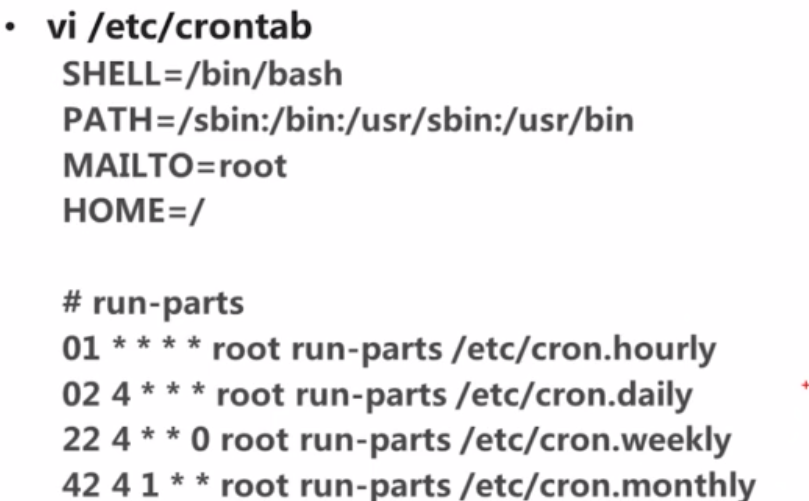 • vi /etc/crontab
SHELL=/bin/bash
PATH=/sbin:/bin:/usr/sbin:/usr/bin
MAILTO=root
HOME=/
# run-parts
01 * * * * root run-parts /etc/cron.hourly
02 4 * * * root run-parts /etc/cron.daily
22 4 * * 0 root run-parts /etc/cron.weekly
42 4 1 * * root run-parts /etc/cron.monthly